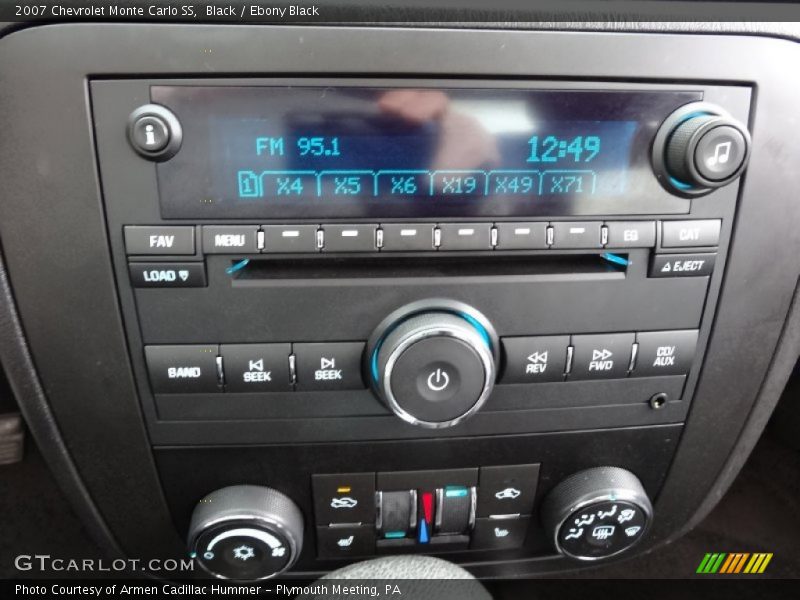 2007 Chevrolet Monte Carlo SS, Black / Ebony Black
i
FM 95.1 12:49
1 X4 X5 X6 X19 X49 X71
FAV MENU EQ CAT
LOAD EJECT
BAND SEEK SEEK REV FWD CD/AUX
GTCARLOT.COM
Photo Courtesy of Armen Cadillac Hummer - Plymouth Meeting, PA